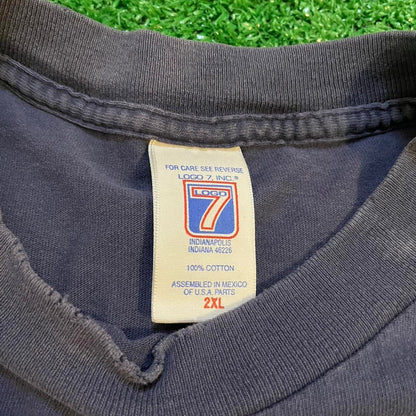 FOR CARE SEE REVERSE
LOGO 7, INC.®
LOGO
7
INDIANAPOLIS
INDIANA 46226
100% COTTON
ASSEMBLED IN MEXICO
OF U.S.A. PARTS
2XL